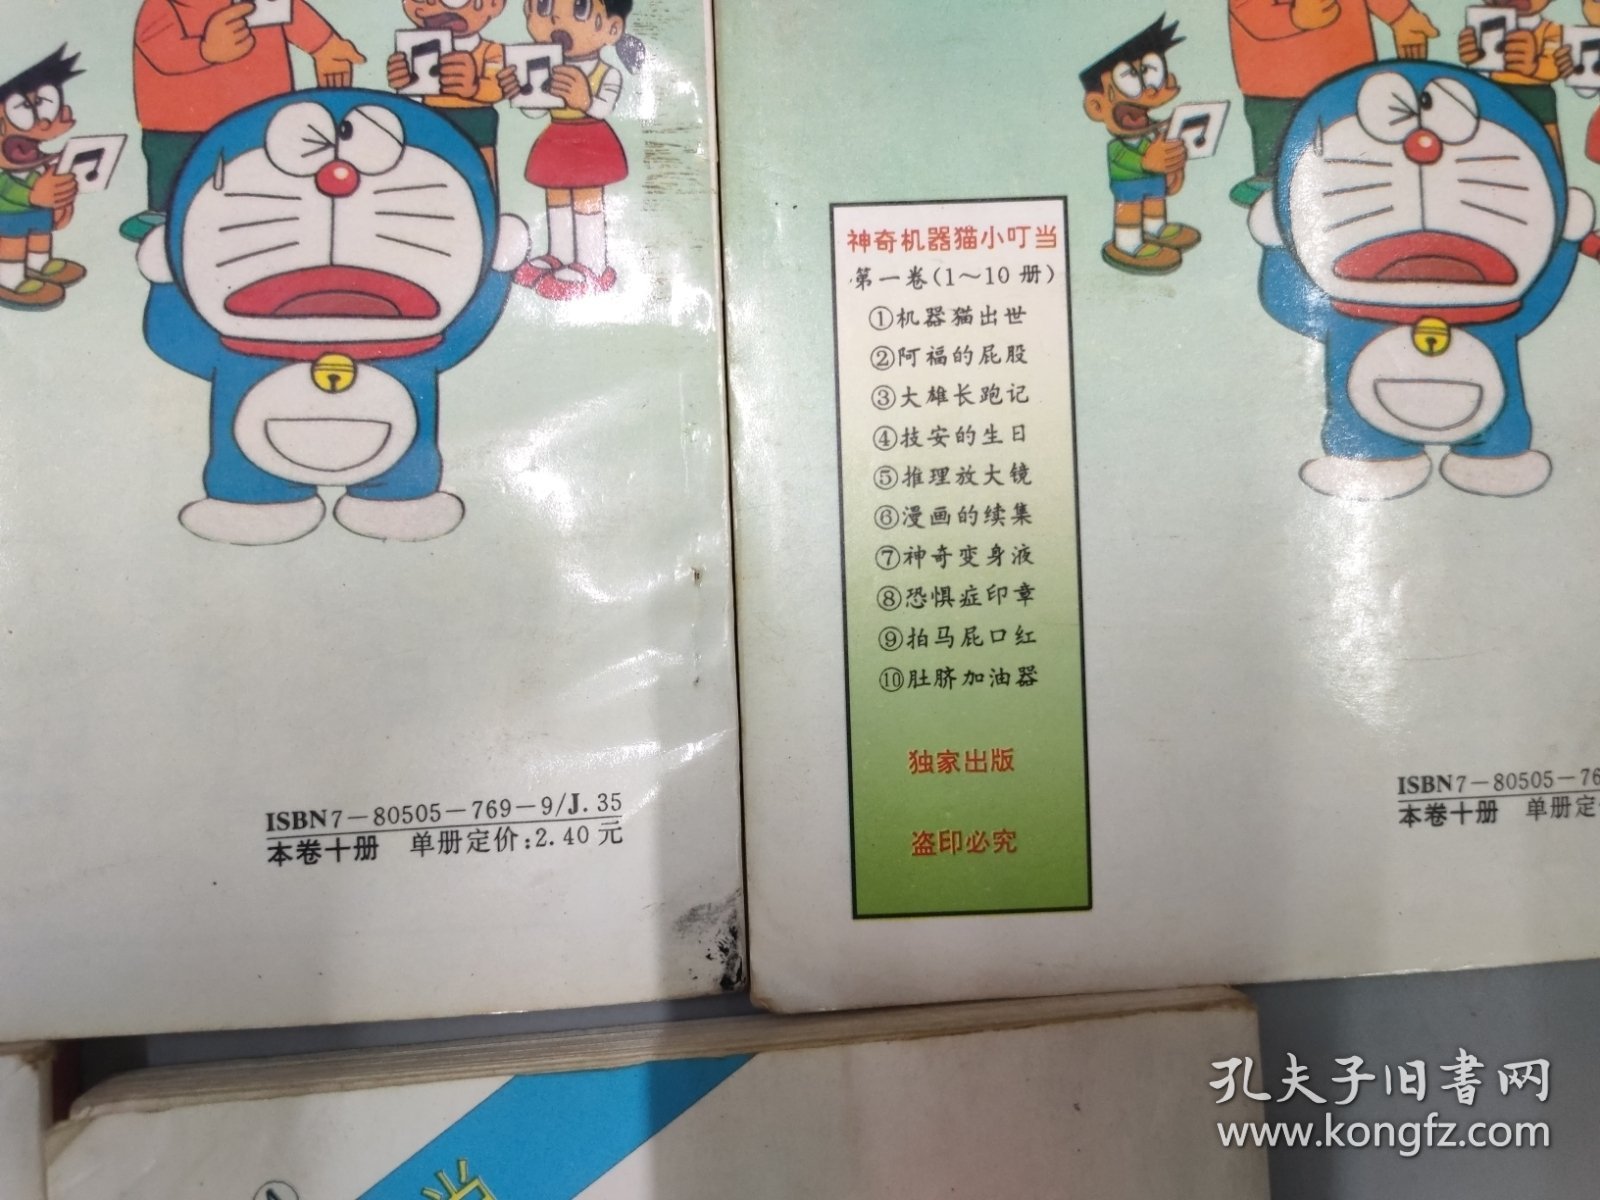 神奇机器猫小叮当
第一卷(1～10册)
①机器猫出世
②阿福的屁股
③大雄长跑记
④技安的生日
⑤推理放大镜
⑥漫画的续集
⑦神奇变身液
⑧恐惧症印章
⑨拍马屁口红
⑩肚脐加油器
独家出版
盗印必究
ISBN7-80505-769-9/J.35
本卷十册 单册定价:2.40元
ISBN7-80505-76
本卷十册 单册定
当
孔夫子旧书网
www.kongfz.com